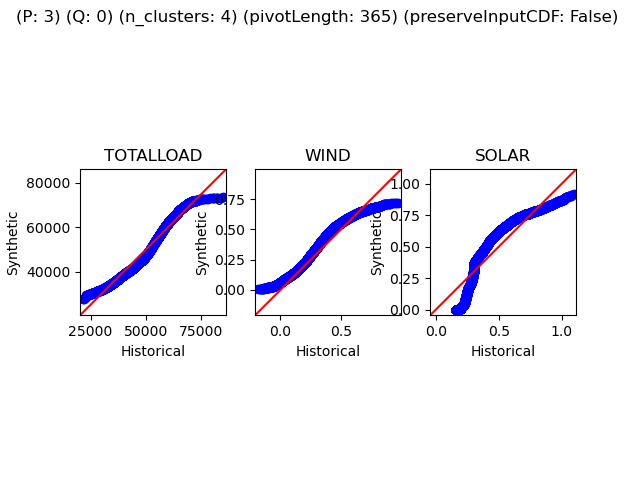 (P: 3) (Q: 0) (n_clusters: 4) (pivotLength: 365) (preserveInputCDF: False)
TOTALLOAD
Synthetic
80000
60000
40000
25000 50000 75000
Historical
WIND
Synthetic
0.75
0.50
0.25
0.00
0.0 0.5
Historical
SOLAR
Synthetic
1.00
0.75
0.50
0.25
0.00
0.0 0.5 1.0
Historical